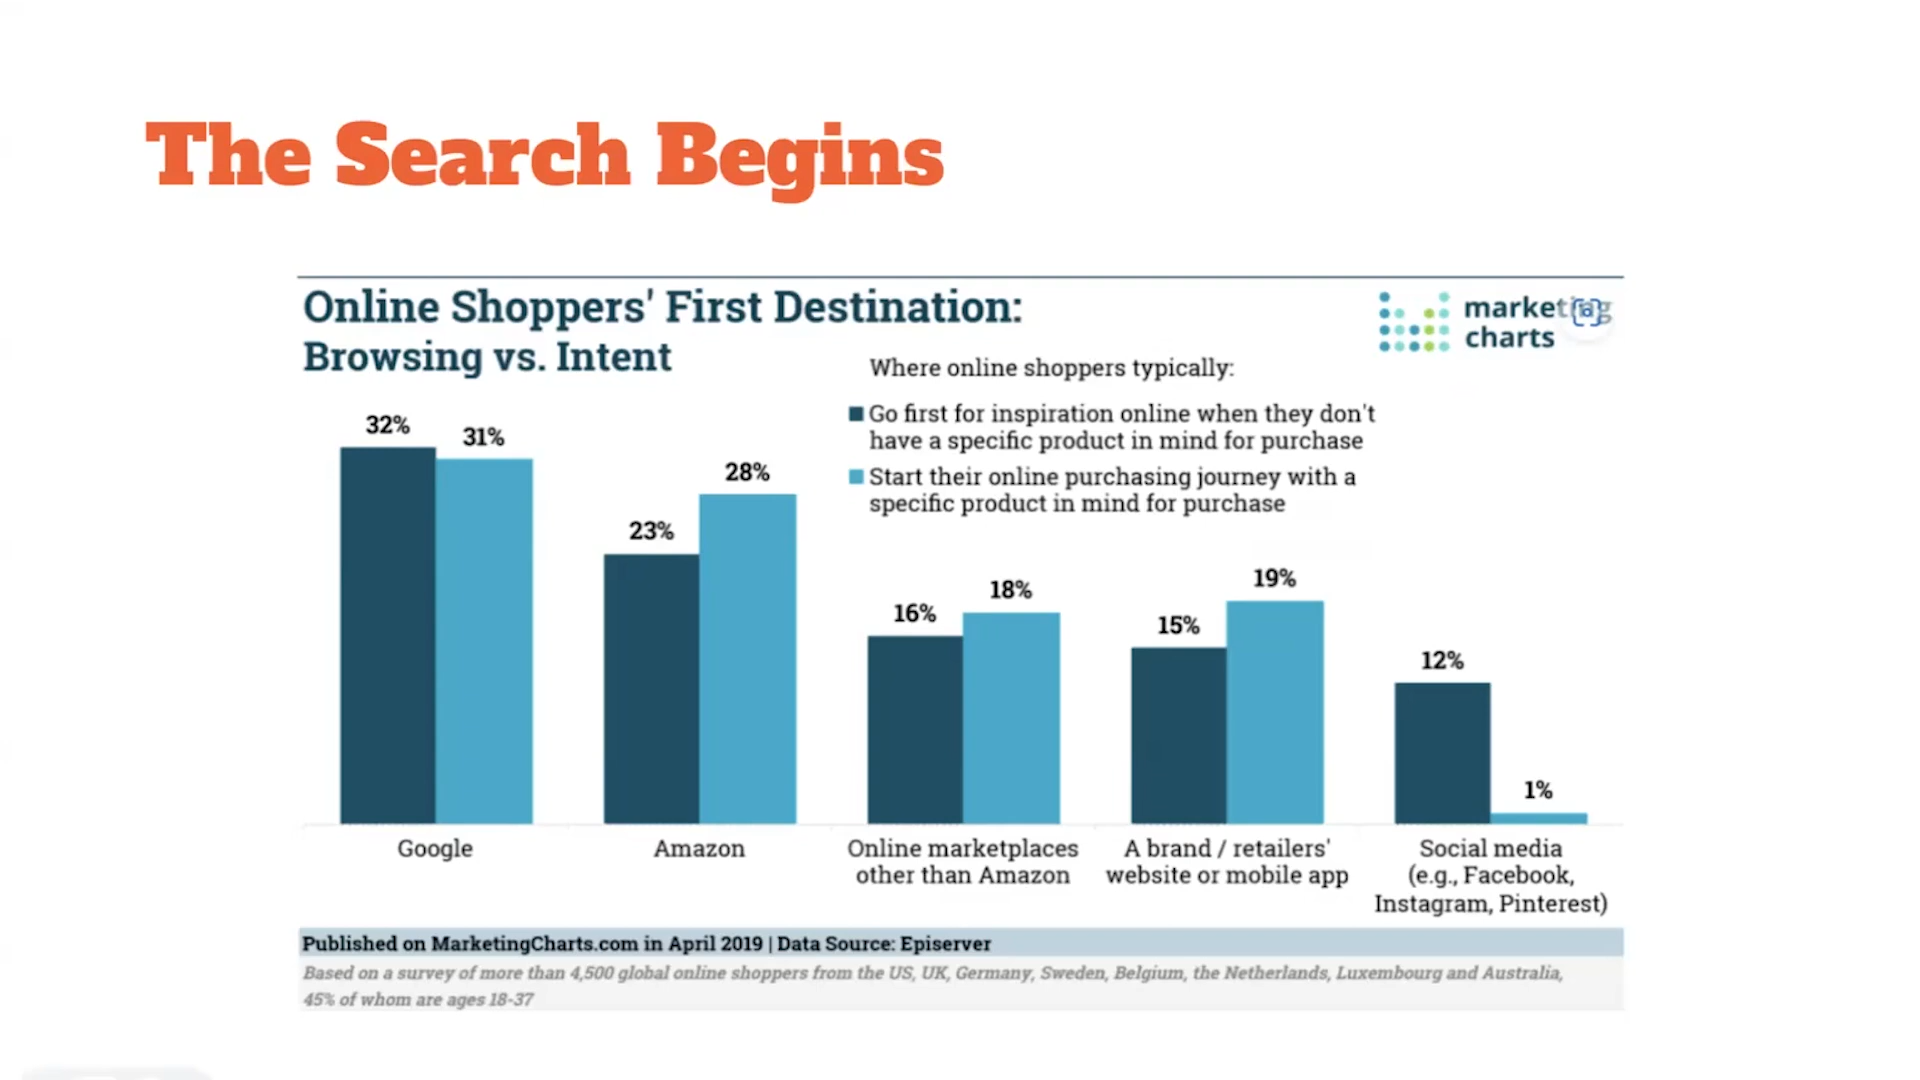 The Search Begins
Online Shoppers' First Destination:
Browsing vs. Intent
marketing
charts
Where online shoppers typically:
Go first for inspiration online when they don't
have a specific product in mind for purchase
Start their online purchasing journey with a
specific product in mind for purchase
32%
31%
23%
28%
16%
18%
15%
19%
12%
1%
Google
Amazon
Online marketplaces
other than Amazon
A brand / retailers'
website or mobile app
Social media
(e.g., Facebook,
Instagram, Pinterest)
Published on MarketingCharts.com in April 2019 | Data Source: Episerver
Based on a survey of more than 4,500 global online shoppers from the US, UK, Germany, Sweden, Belgium, the Netherlands, Luxembourg and Australia,
45% of whom are ages 18-37